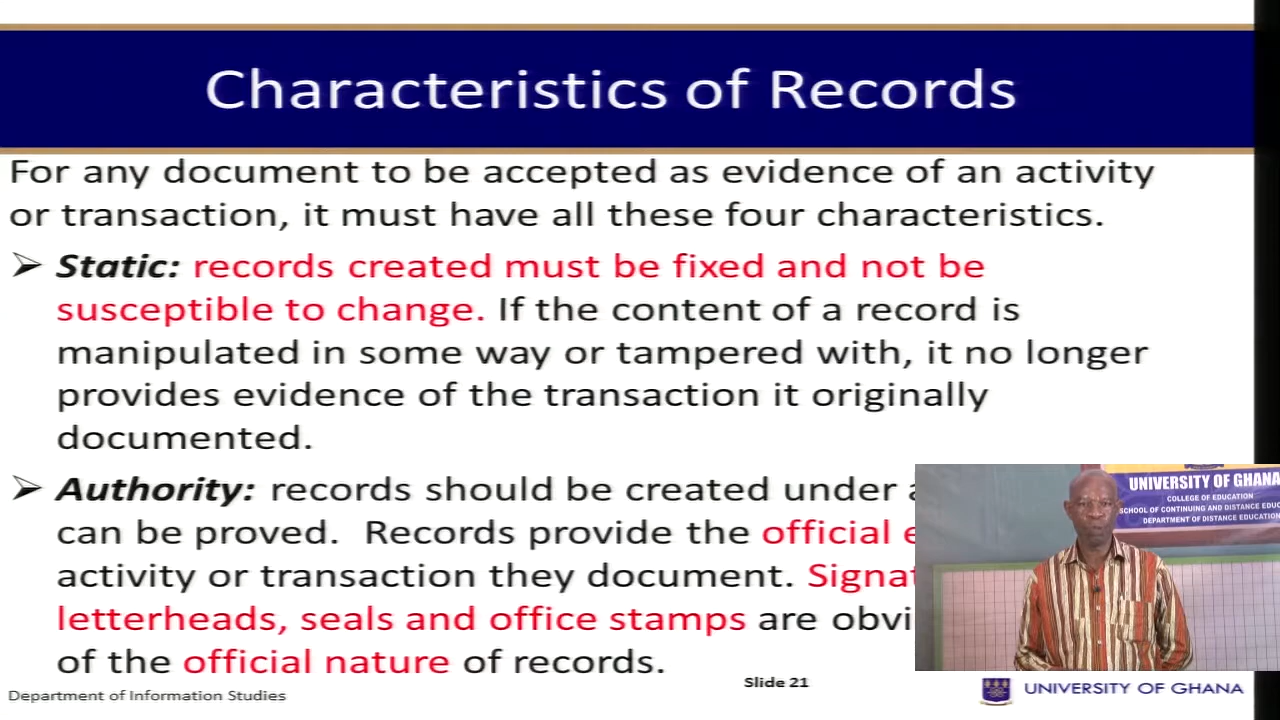 Characteristics of Records
For any document to be accepted as evidence of an activity
or transaction, it must have all these four characteristics.
➢ Static: records created must be fixed and not be
susceptible to change. If the content of a record is
manipulated in some way or tampered with, it no longer
provides evidence of the transaction it originally
documented.
➢ Authority: records should be created under
can be proved. Records provide the official
activity or transaction they document.
letterheads, seals and office stamps are
of the official nature of records.
UNIVERSITY OF GHANA
COLLEGE OF EDUCATION
SCHOOL OF CONTINUING AND DISTANCE
DEPARTMENT OF DISTANCE EDUCATION
Department of Information Studies
Slide 21
UNIVERSITY OF GHANA